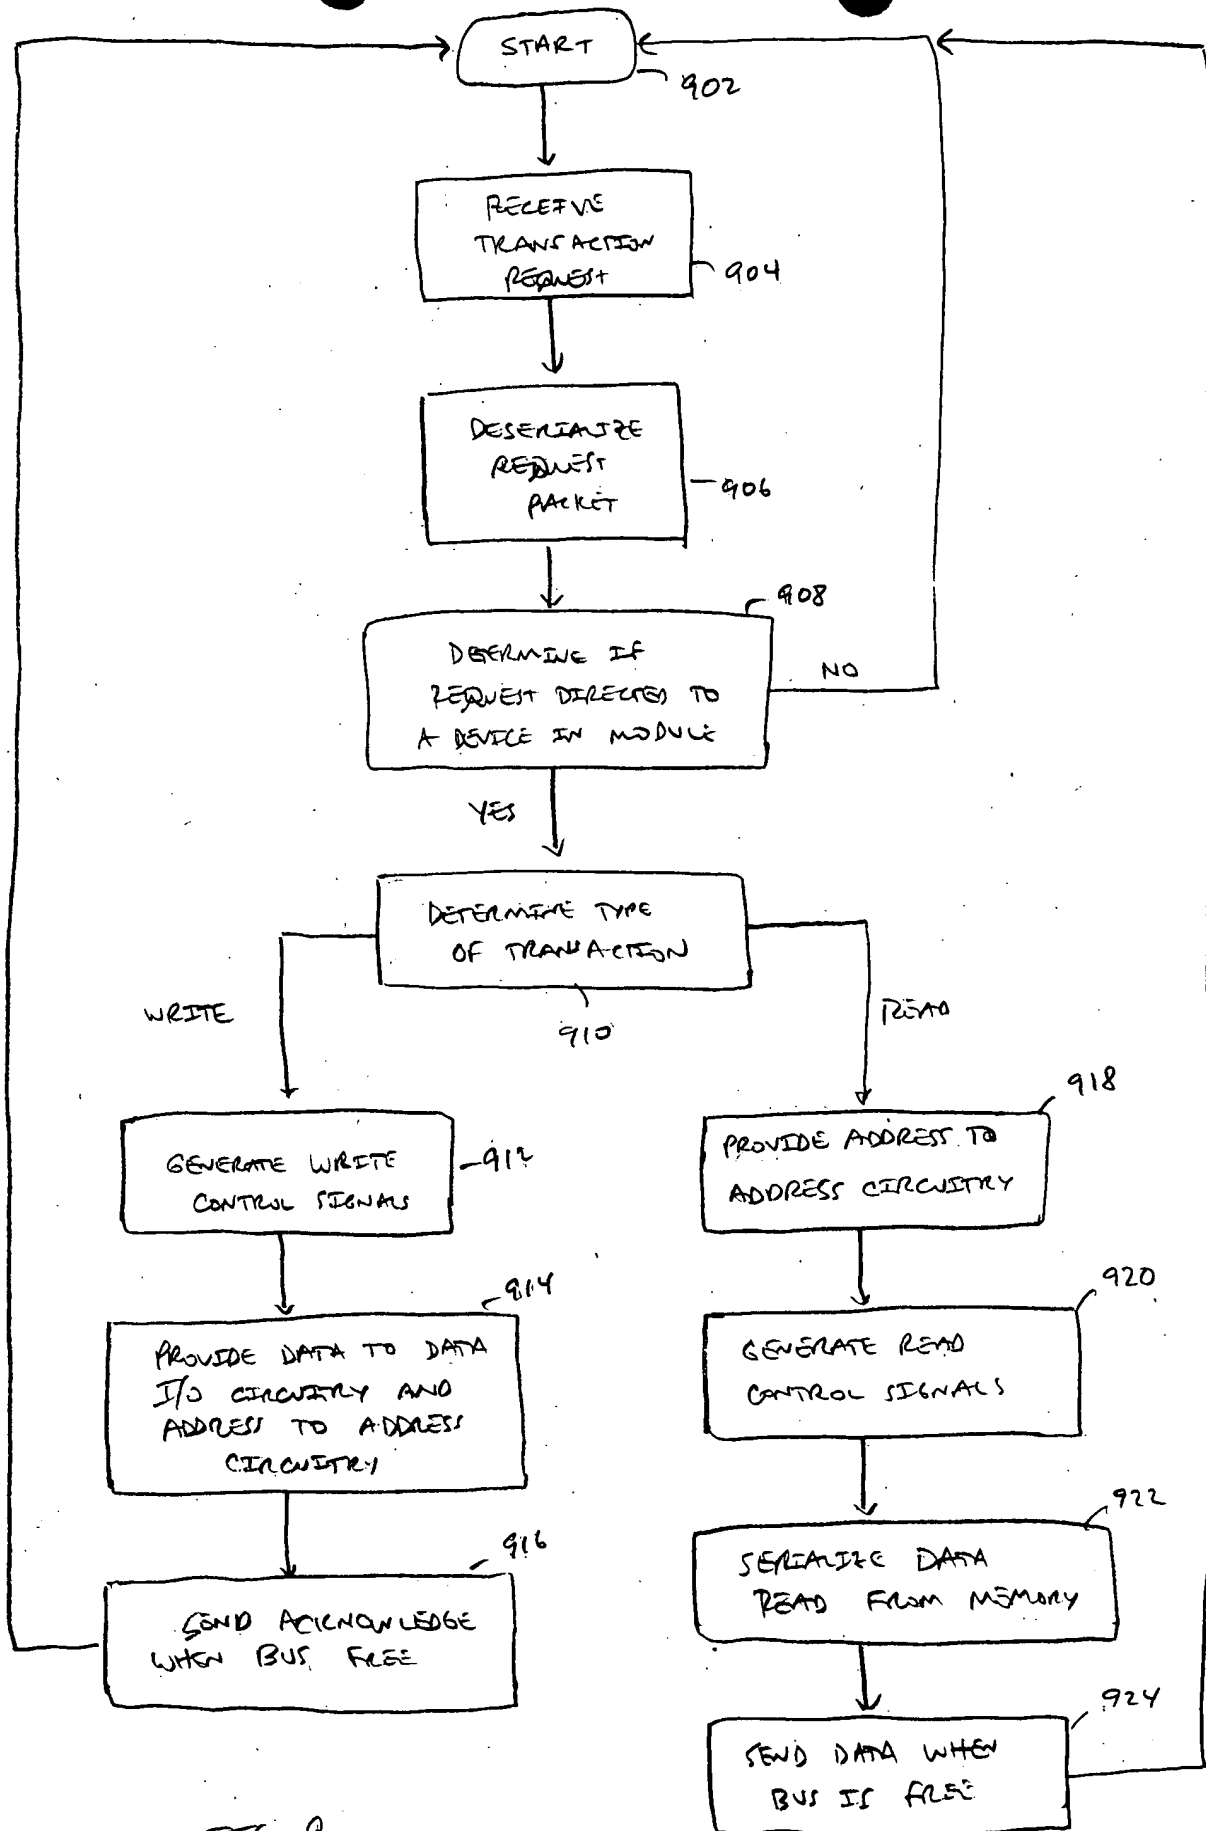 START
902
RECEIVE
TRANSACTION
REQUEST
904
DESERIALIZE
REQUEST
PACKET
906
908
DETERMINE IF
REQUEST DIRECTED TO
A DEVICE IN MODULE
NO
YES
DETERMINE TYPE
OF TRANSACTION
910
WRITE
READ
GENERATE WRITE
CONTROL SIGNALS
912
914
PROVIDE DATA TO DATA
I/O CIRCUITRY AND
ADDRESS TO ADDRESS
CIRCUITRY
916
SEND ACKNOWLEDGE
WHEN BUS FREE
918
PROVIDE ADDRESS TO
ADDRESS CIRCUITRY
920
GENERATE READ
CONTROL SIGNALS
922
SERIALIZE DATA
READ FROM MEMORY
924
SEND DATA WHEN
BUS IS FREE